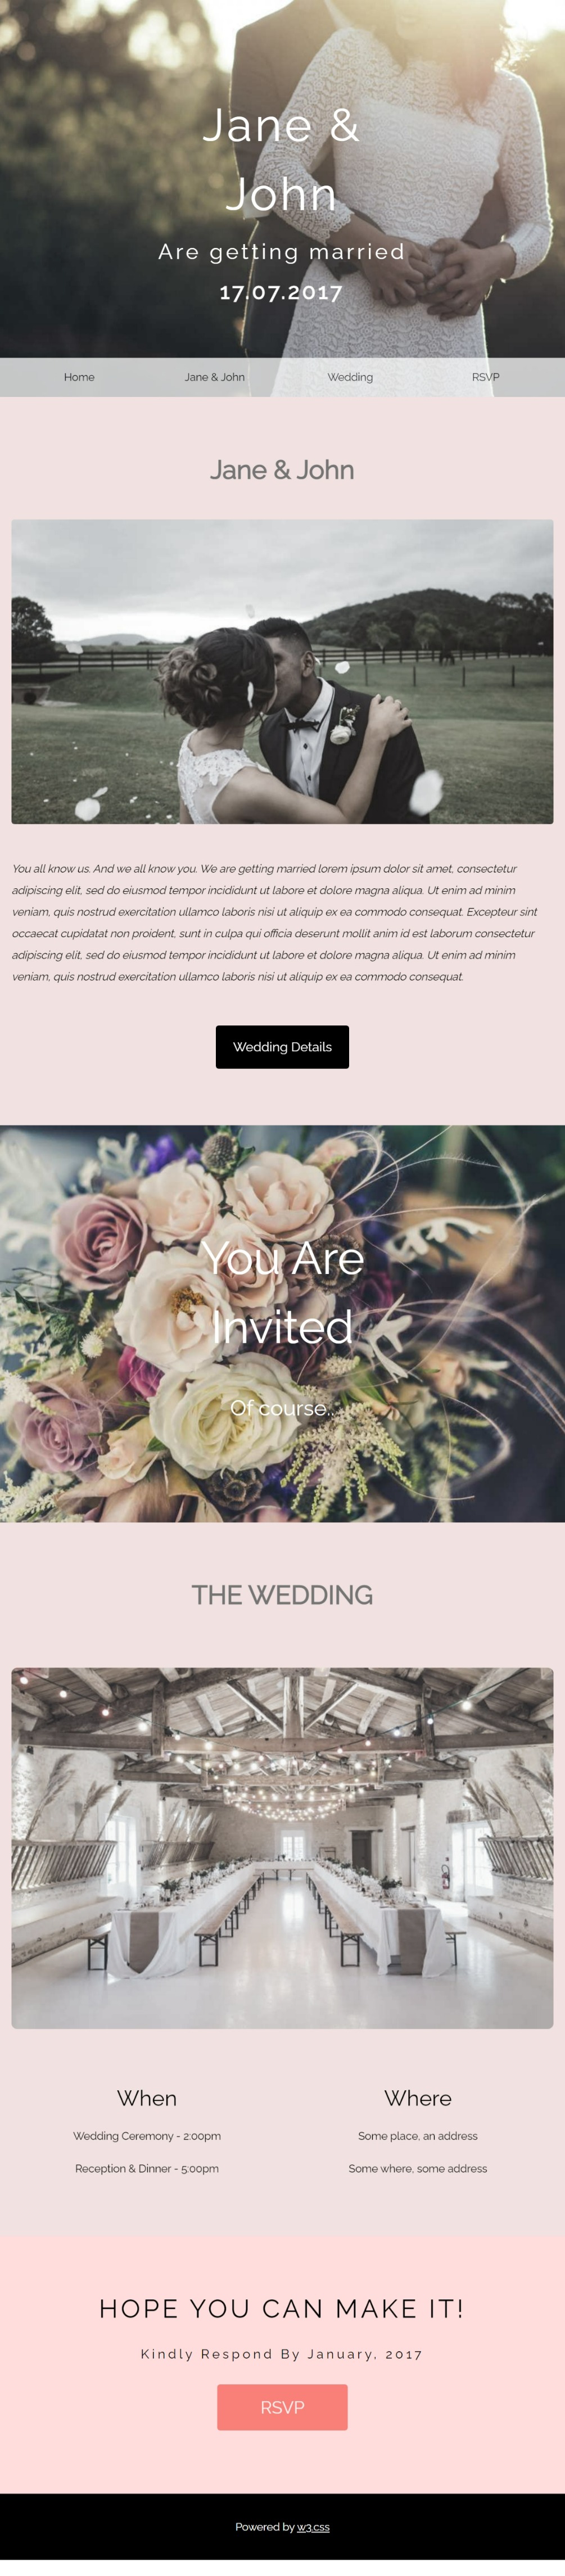 Jane &
John
Are getting married
17.07.2017
Home Jane & John Wedding RSVP
Jane & John
You all know us. And we all know you. We are getting married lorem ipsum dolor sit amet, consectetur
adipiscing elit, sed do eiusmod tempor incididunt ut labore et dolore magna aliqua. Ut enim ad minim
veniam, quis nostrud exercitation ullamco laboris nisi ut aliquip ex ea commodo consequat. Excepteur sint
occaecat cupidatat non proident, sunt in culpa qui officia deserunt mollit anim id est laborum consectetur
adipiscing elit, sed do eiusmod tempor incididunt ut labore et dolore magna aliqua. Ut enim ad minim
veniam, quis nostrud exercitation ullamco laboris nisi ut aliquip ex ea commodo consequat.
Wedding Details
You Are
Invited
Of course..
THE WEDDING
When
Wedding Ceremony - 2:00pm
Reception & Dinner - 5:00pm
Where
Some place, an address
Some where, some address
HOPE YOU CAN MAKE IT!
Kindly Respond By January, 2017
RSVP
Powered by w3.css